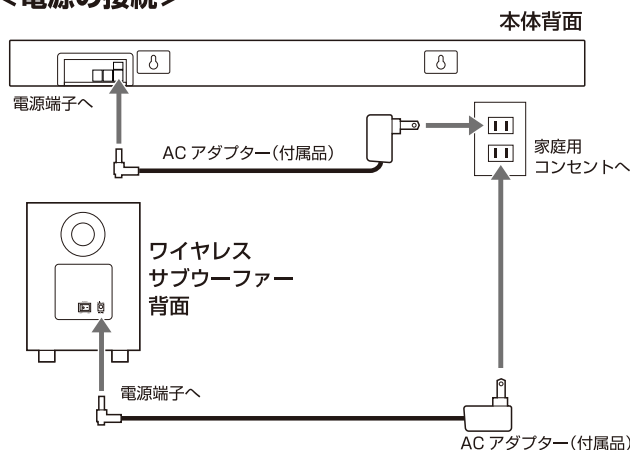 <電源の接続>
本体背面
電源端子へ
AC アダプター(付属品)
家庭用
コンセントへ
ワイヤレス
サブウーファー
背面
電源端子へ
AC アダプター(付属品)